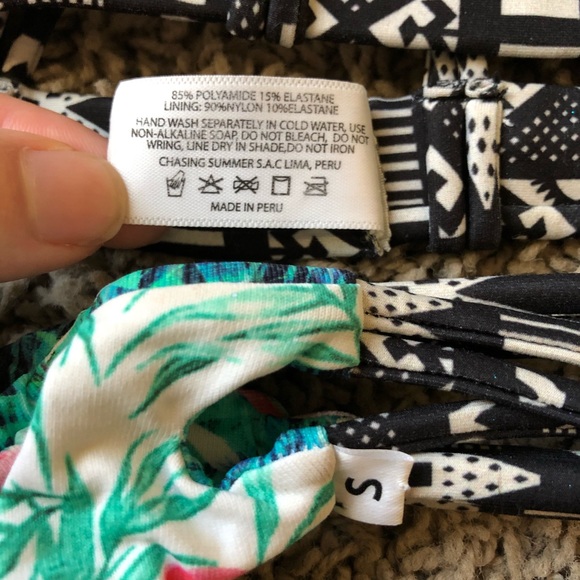 85% POLYAMIDE 15% ELASTANE
LINING: 90%NYLON 10%ELASTANE
HAND WASH SEPARATELY IN COLD WATER, USE
NON-ALKALINE SOAP, DO NOT BLEACH, DO NOT
WRING, LINE DRY IN SHADE,DO NOT IRON
CHASING SUMMER S.A.C LIMA, PERU
MADE IN PERU
S